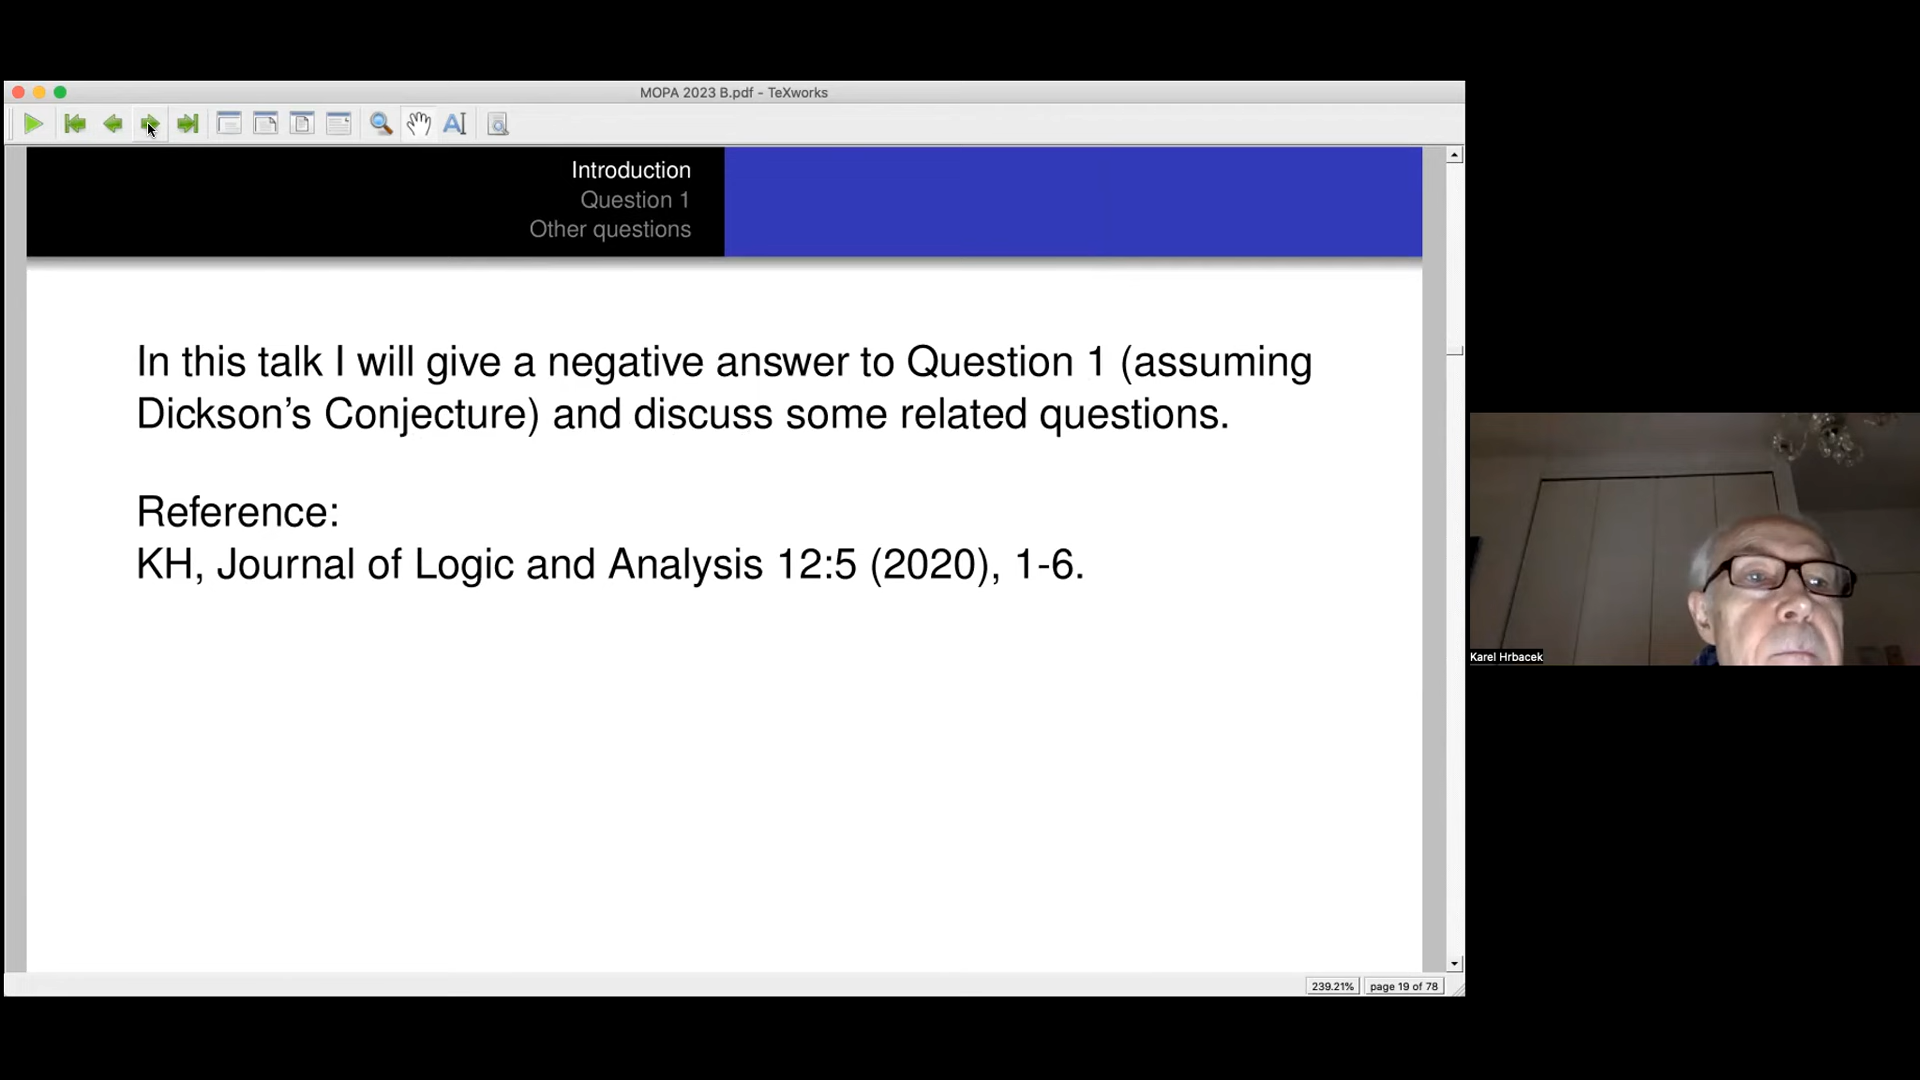 MOPA 2023 B.pdf - TeXworks
Introduction
Question 1
Other questions
In this talk I will give a negative answer to Question 1 (assuming
Dickson's Conjecture) and discuss some related questions.
Reference:
KH, Journal of Logic and Analysis 12:5 (2020), 1-6.
Karel Hrbacek
239.21%
page 19 of 78